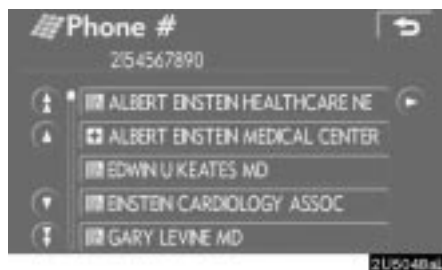 Phone #
2154567890
ALBERT EINSTEIN HEALTHCARE NE
ALBERT EINSTEIN MEDICAL CENTER
EDWIN U KEATES MD
EINSTEIN CARDIOLOGY ASSOC
GARY LEVINE MD
2U5048aI